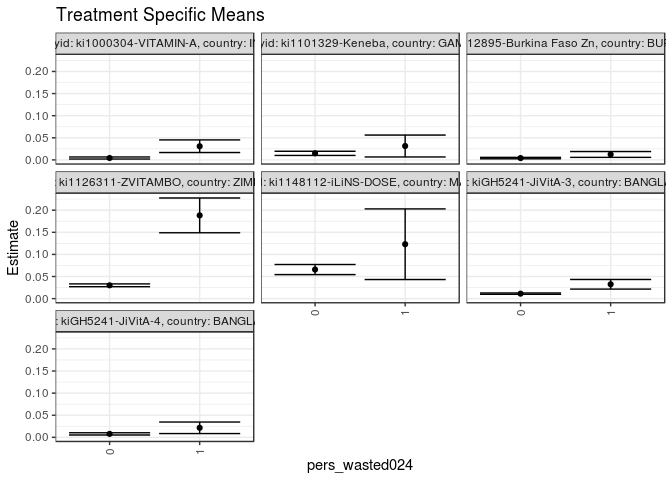 Treatment Specific Means
yid: ki1000304-VITAMIN-A, country:
yid: ki1101329-Keneba, country: GAM
12895-Burkina Faso Zn, country: BU
0.20
0.15
0.10
0.05
0.00
ki1126311-ZVITAMBO, country: ZIM
: ki1148112-iLiNS-DOSE, country: M
: kiGH5241-JiVitA-3, country: BANGL
0.20
0.15
0.10
0.05
0.00
0
1
0
1
: kiGH5241-JiVitA-4, country: BANGL
0.20
0.15
0.10
0.05
0.00
0
1
Estimate
pers_wasted024